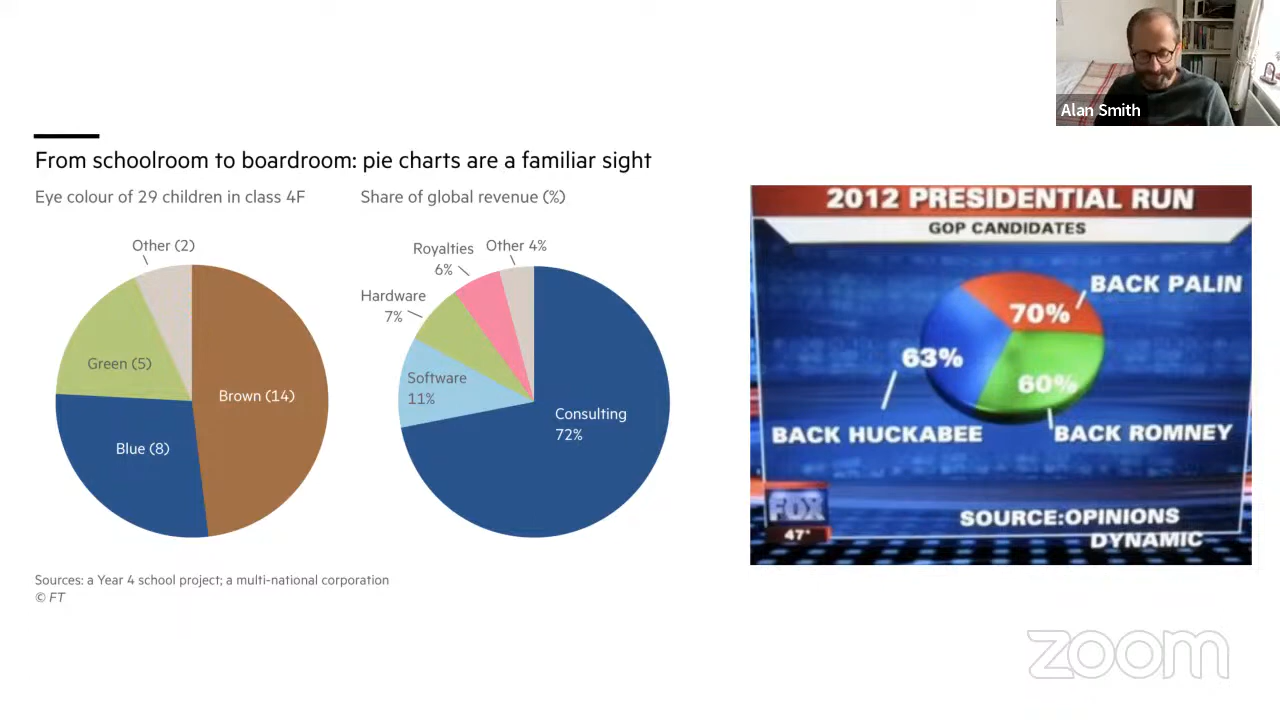 Alan Smith
From schoolroom to boardroom: pie charts are a familiar sight
Eye colour of 29 children in class 4F
Other (2)
Green (5)
Brown (14)
Blue (8)
Share of global revenue (%)
Royalties
6%
Other 4%
Hardware
7%
Software
11%
Consulting
72%
Sources: a Year 4 school project; a multi-national corporation
© FT
2012 PRESIDENTIAL RUN
GOP CANDIDATES
BACK PALIN
70%
63%
60%
BACK HUCKABEE
BACK ROMNEY
FOX
47°
SOURCE:OPINIONS
DYNAMIC
zoom